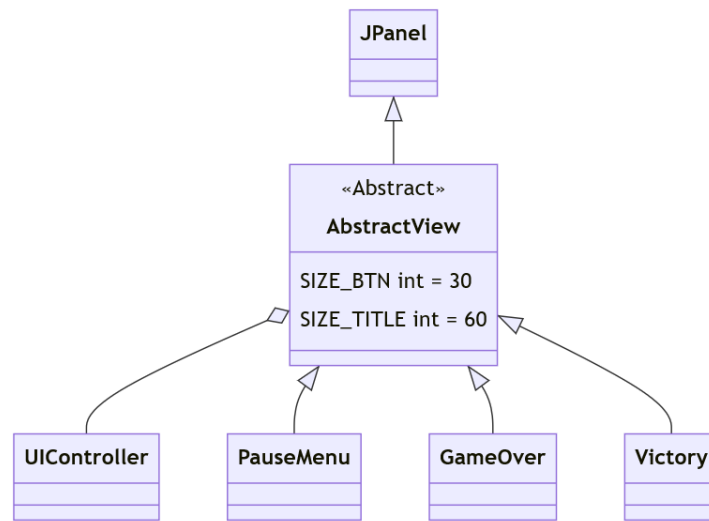 JPanel
«Abstract»
AbstractView
SIZE_BTN int = 30
SIZE_TITLE int = 60
UIController
PauseMenu
GameOver
Victory